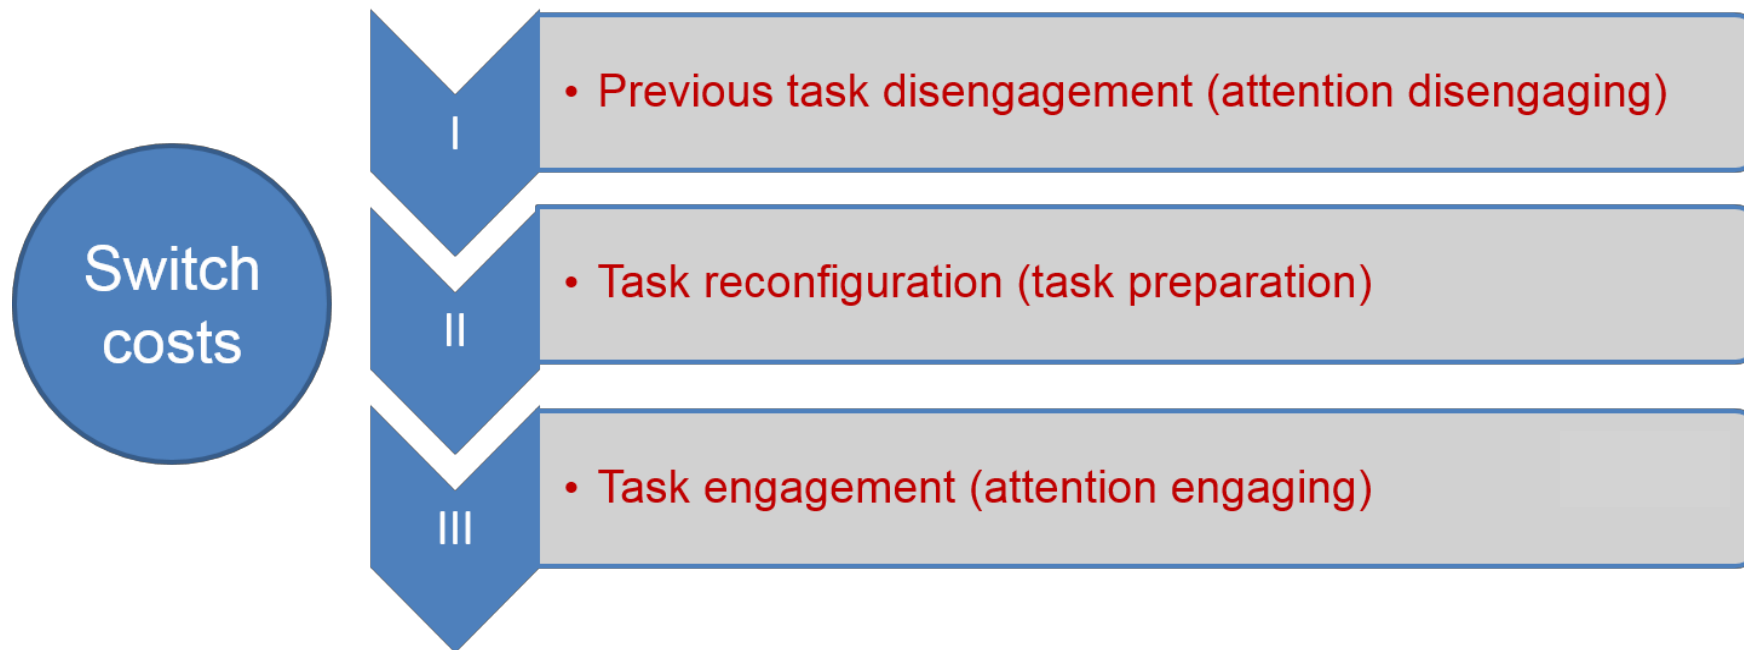 Switch
costs
I
• Previous task disengagement (attention disengaging)
II
• Task reconfiguration (task preparation)
III
• Task engagement (attention engaging)